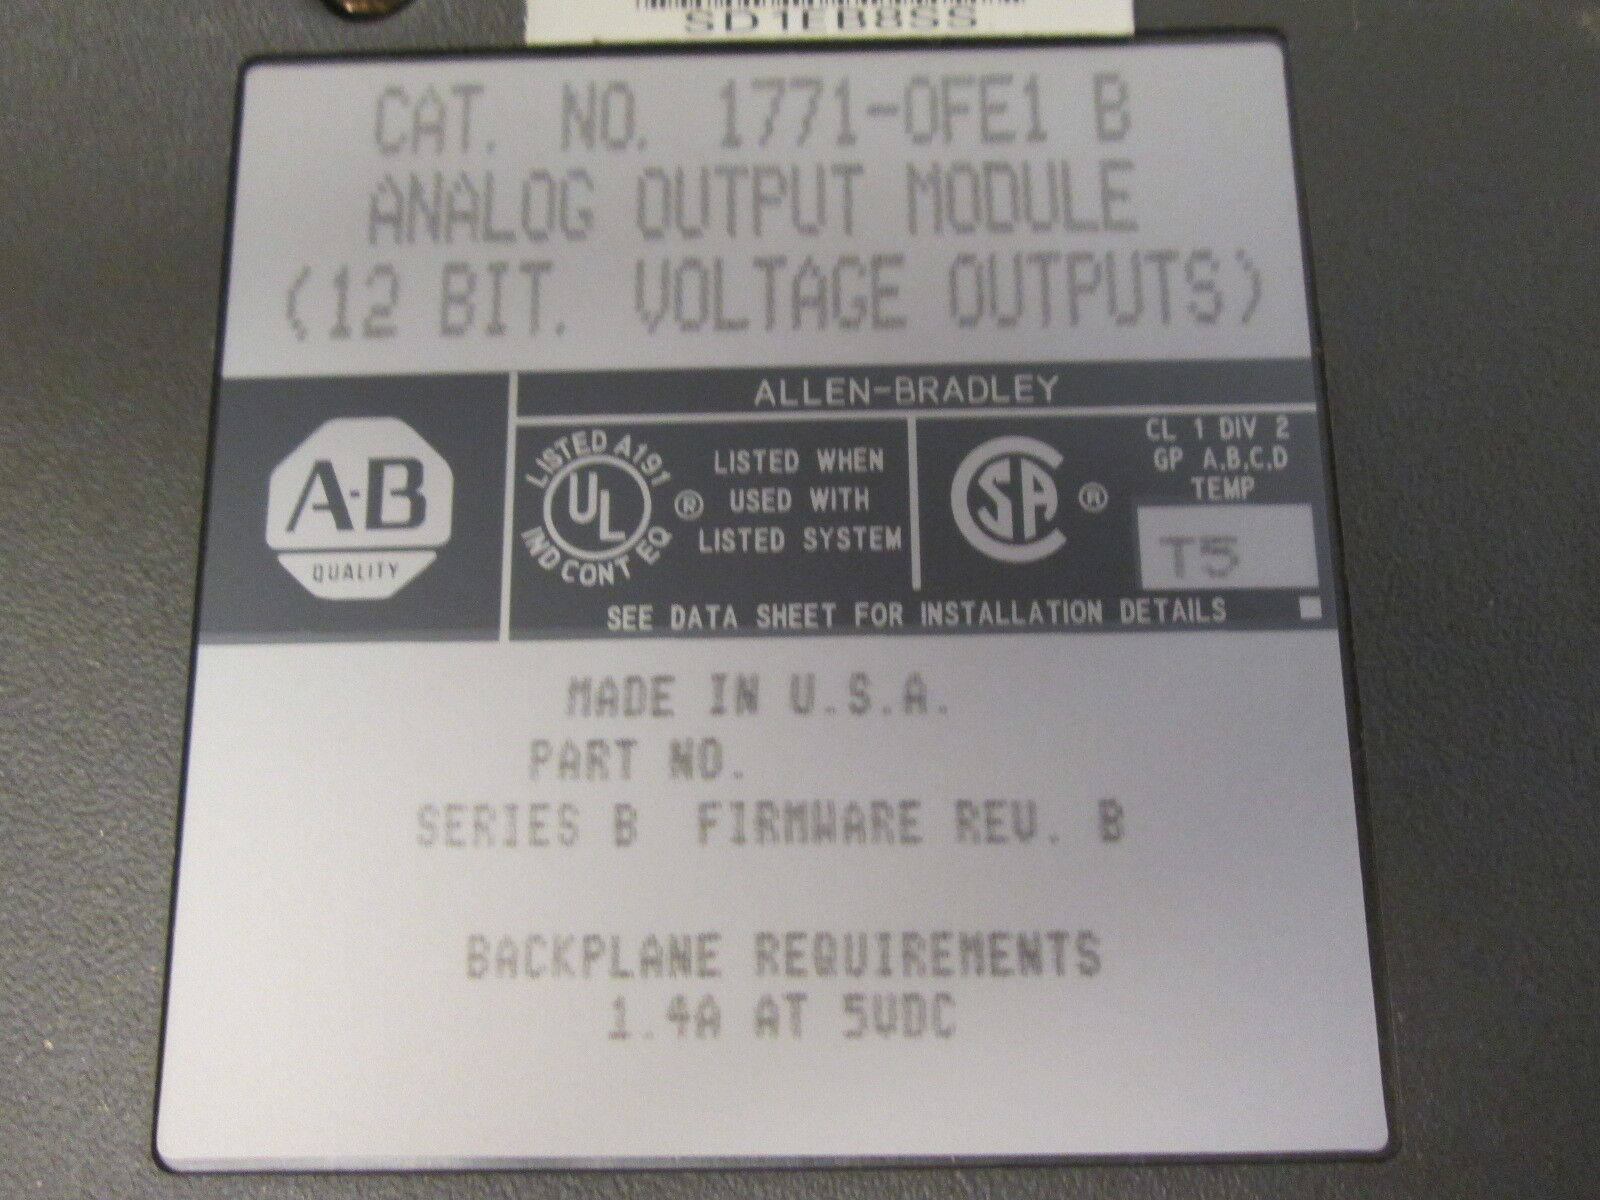 SD1EB8SS
CAT. NO. 1771-OFE1 B
ANALOG OUTPUT MODULE
(12 BIT. VOLTAGE OUTPUTS)
ALLEN-BRADLEY
A-B
QUALITY
LISTED A191
UL ®
IND CONT EQ
LISTED WHEN
USED WITH
LISTED SYSTEM
CSA ®
CL 1 DIV 2
GP A,B,C,D
TEMP
T5
SEE DATA SHEET FOR INSTALLATION DETAILS
MADE IN U.S.A.
PART NO.
SERIES B FIRMWARE REV. B
BACKPLANE REQUIREMENTS
1.4A AT 5VDC